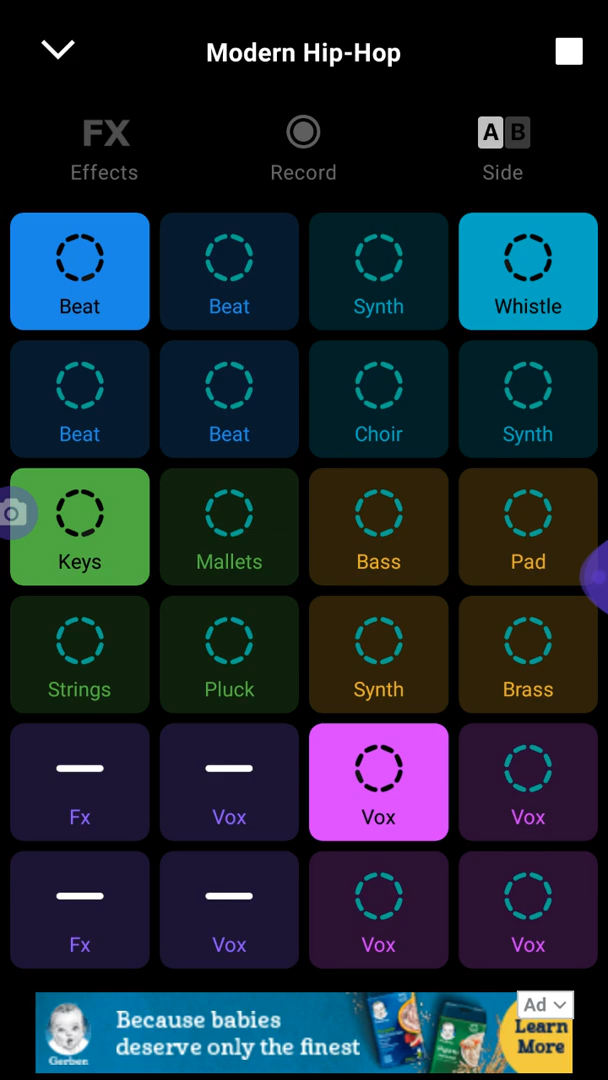 Modern Hip-Hop
FX
A B
Effects
Record
Side
Beat
Beat
Synth
Whistle
Beat
Beat
Choir
Synth
Keys
Mallets
Bass
Pad
Strings
Pluck
Synth
Brass
Fx
Vox
Vox
Vox
Fx
Vox
Vox
Vox
Ad
Because babies
deserve only the finest
Learn
More
Gerber